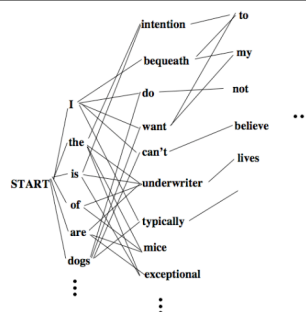 START
I
the
is
of
are
dogs
intention
bequeath
do
want
can't
underwriter
typically
mice
exceptional
to
my
not
believe
lives